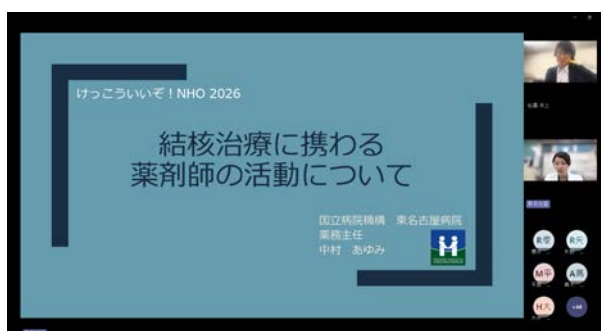 けっこういいぞ！NHO 2026
結核治療に携わる
薬剤師の活動について
国立病院機構　東名古屋病院
薬務主任
中村　あゆみ